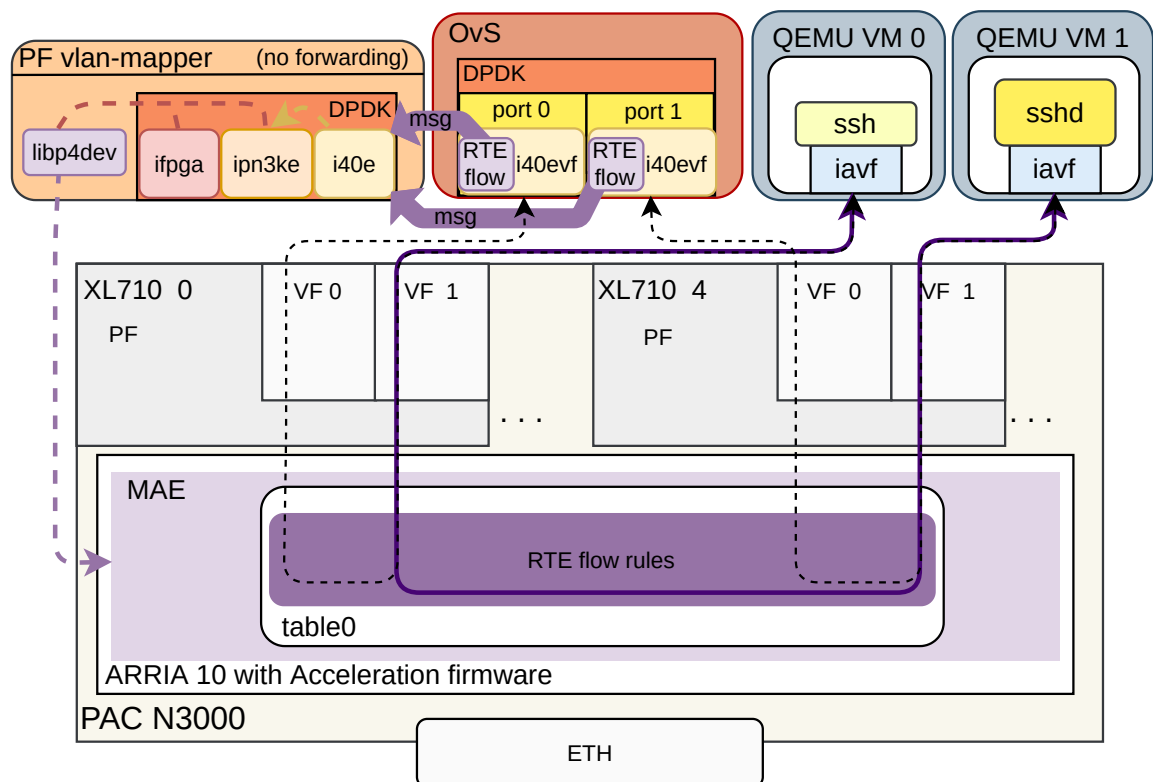 PF vlan-mapper (no forwarding)
DPDK
libp4dev
ifpga
ipn3ke
i40e
msg
msg
OvS
DPDK
port 0
port 1
RTE
flow
i40evf
RTE
flow
i40evf
QEMU VM 0
ssh
iavf
QEMU VM 1
sshd
iavf
XL710 0
PF
VF 0
VF 1
. . .
XL710 4
PF
VF 0
VF 1
. . .
MAE
RTE flow rules
table0
ARRIA 10 with Acceleration firmware
PAC N3000
ETH